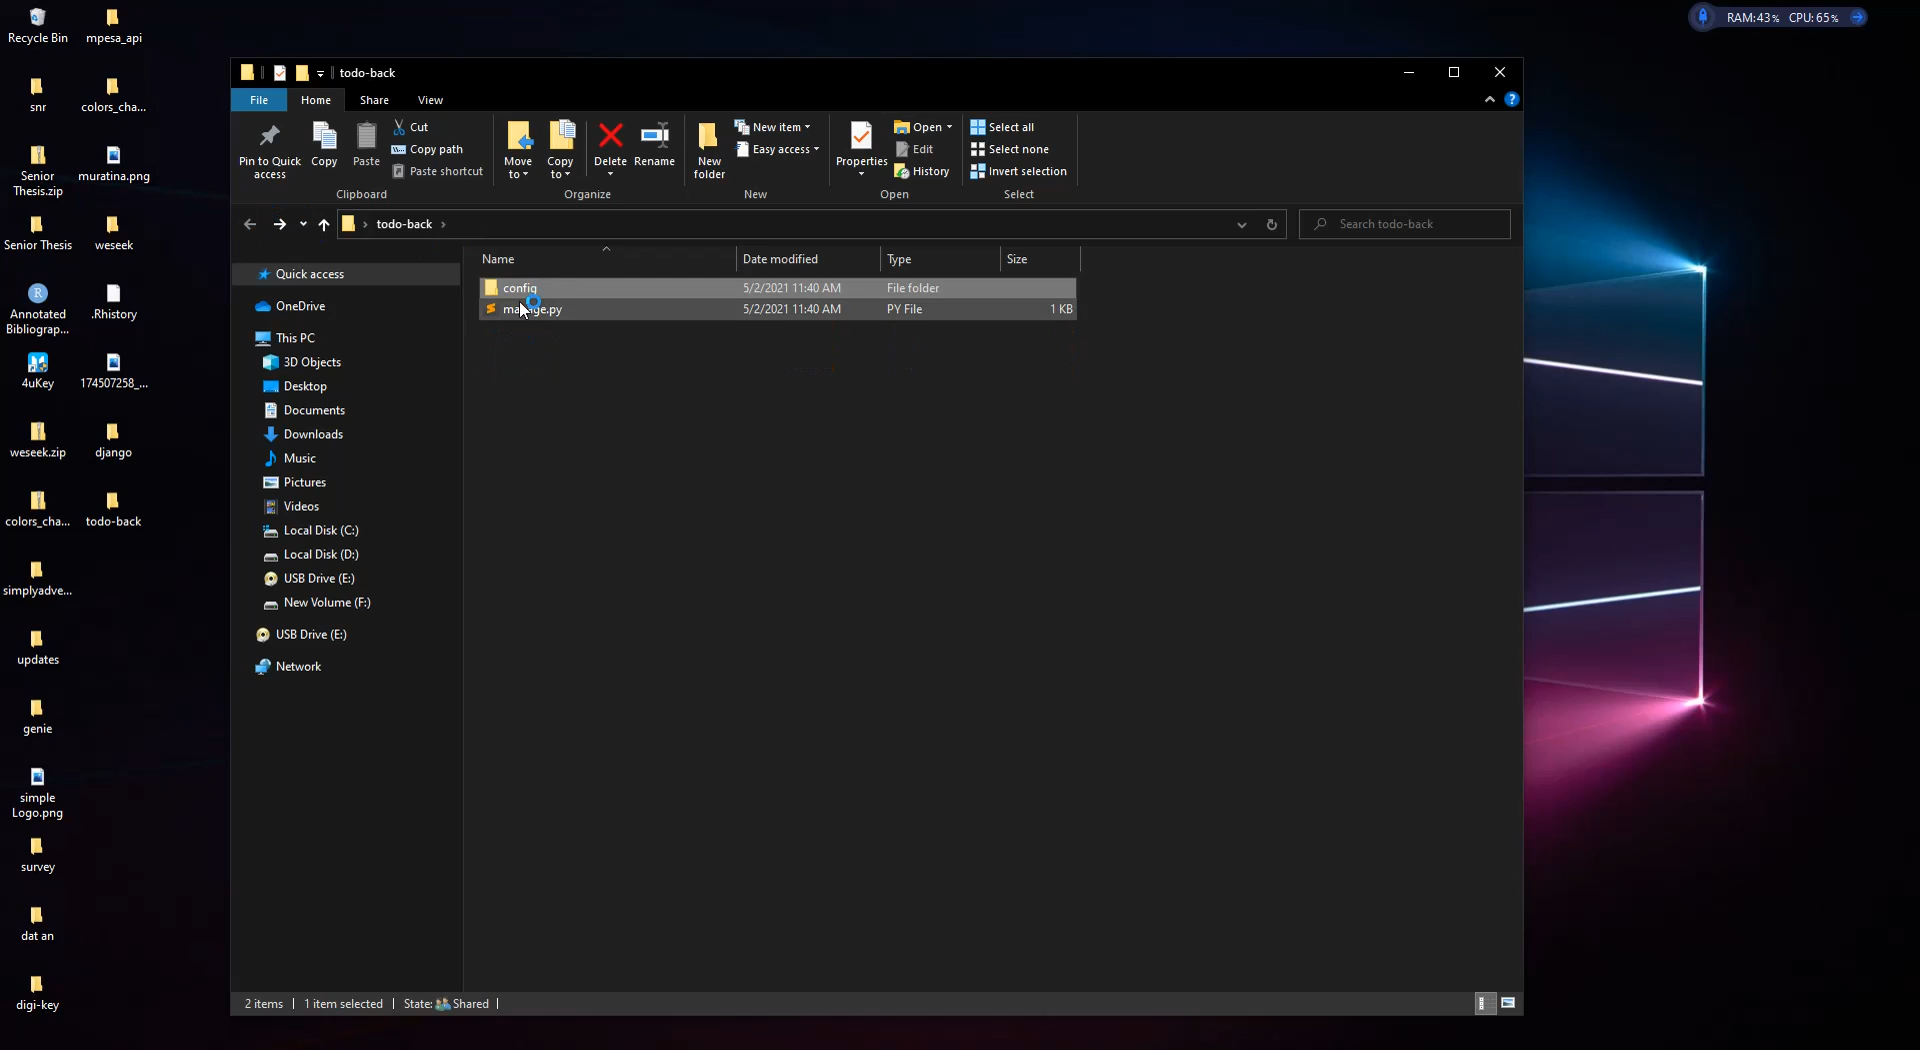 Recycle Bin
mpesa_api
snr
colors_cha...
Senior
Thesis.zip
muratina.png
Senior Thesis
weseek
Annotated
Bibliograp...
.Rhistory
4uKey
174507258_...
weseek.zip
django
colors_cha...
todo-back
simplyadve...
updates
genie
simple
Logo.png
survey
dat an
digi-key
RAM:43% CPU:65%
todo-back
File
Home
Share
View
Pin to Quick
access
Copy
Paste
Cut
Copy path
Paste shortcut
Clipboard
Move
to
Copy
to
Delete
Rename
Organize
New
folder
New item
Easy access
New
Properties
Open
Edit
History
Open
Select all
Select none
Invert selection
Select
todo-back
Search todo-back
Name
Date modified
Type
Size
config
5/2/2021 11:40 AM
File folder
manage.py
5/2/2021 11:40 AM
PY File
1 KB
Quick access
OneDrive
This PC
3D Objects
Desktop
Documents
Downloads
Music
Pictures
Videos
Local Disk (C:)
Local Disk (D:)
USB Drive (E:)
New Volume (F:)
USB Drive (E:)
Network
2 items
1 item selected
State: Shared